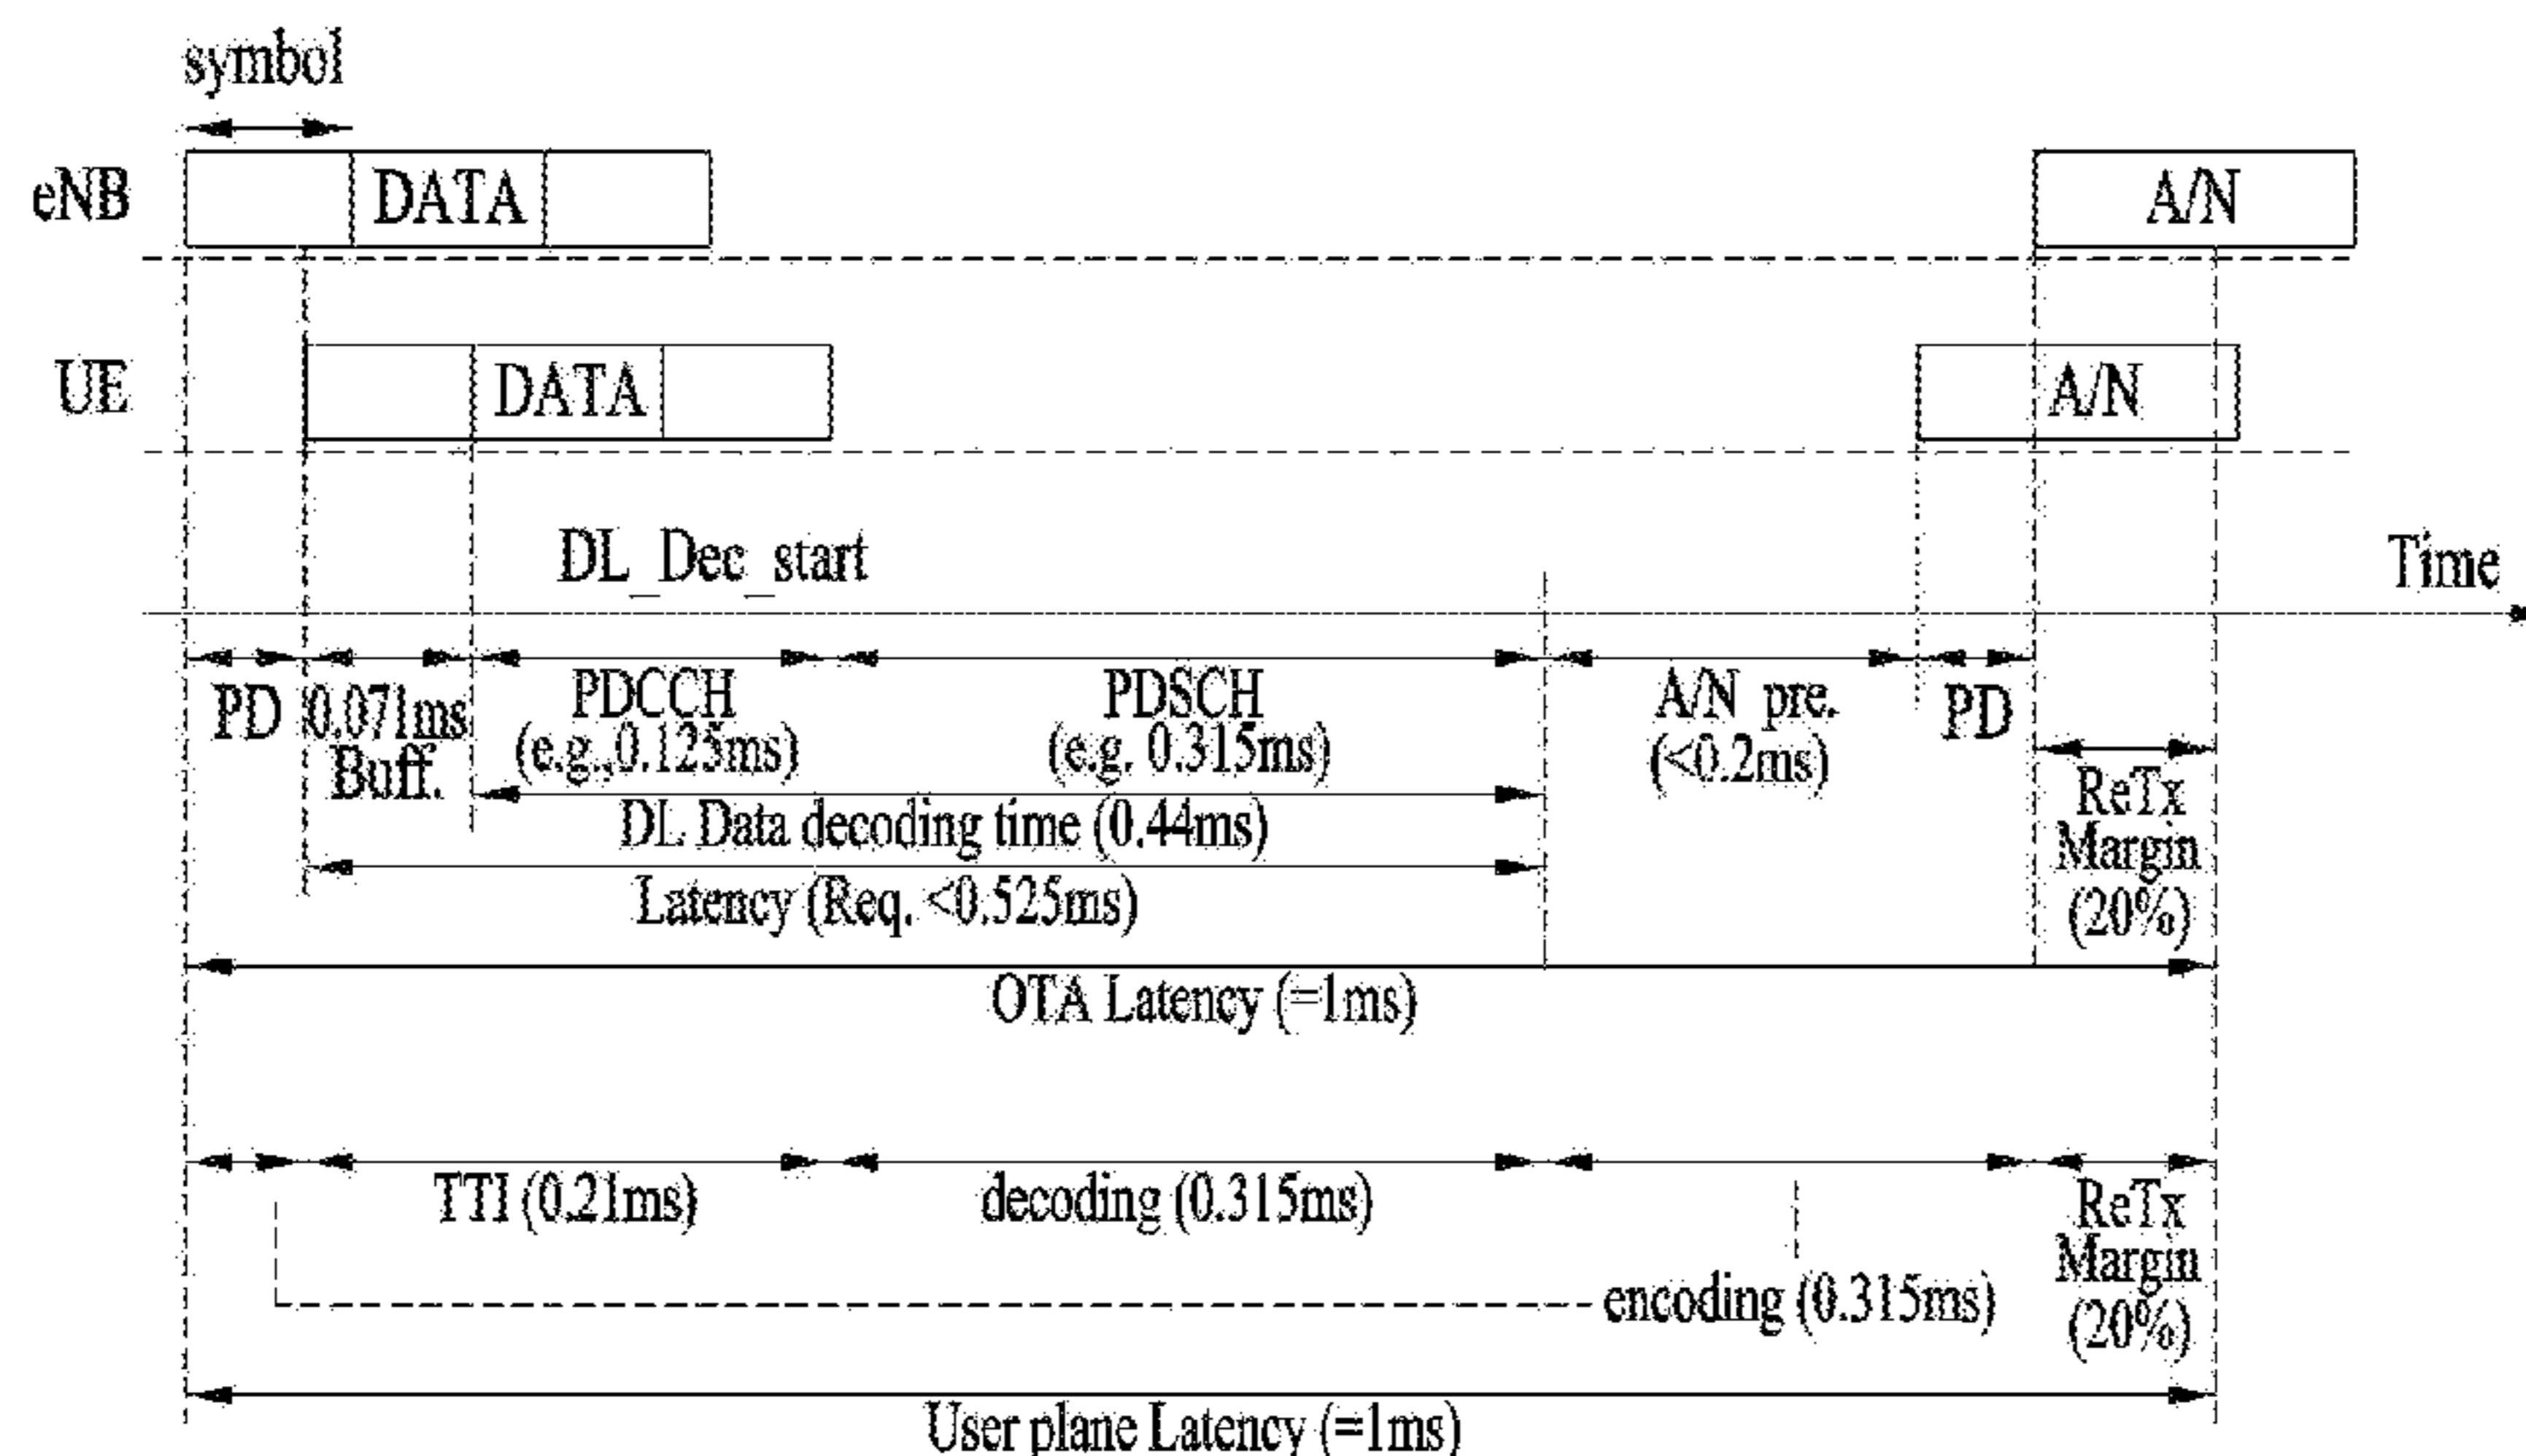 symbol
eNB
DATA
A/N
UE
DATA
A/N
DL_Dec_start
Time
PD
0.071ms
Buff.
PDCCH
(e.g.,0.125ms)
PDSCH
(e.g. 0.315ms)
A/N pre.
(<0.2ms)
PD
ReTx
Margin
(20%)
DL Data decoding time (0.44ms)
Latency (Req. <0.525ms)
OTA Latency (=1ms)
TTI (0.21ms)
decoding (0.315ms)
ReTx
Margin
(20%)
encoding (0.315ms)
User plane Latency (=1ms)